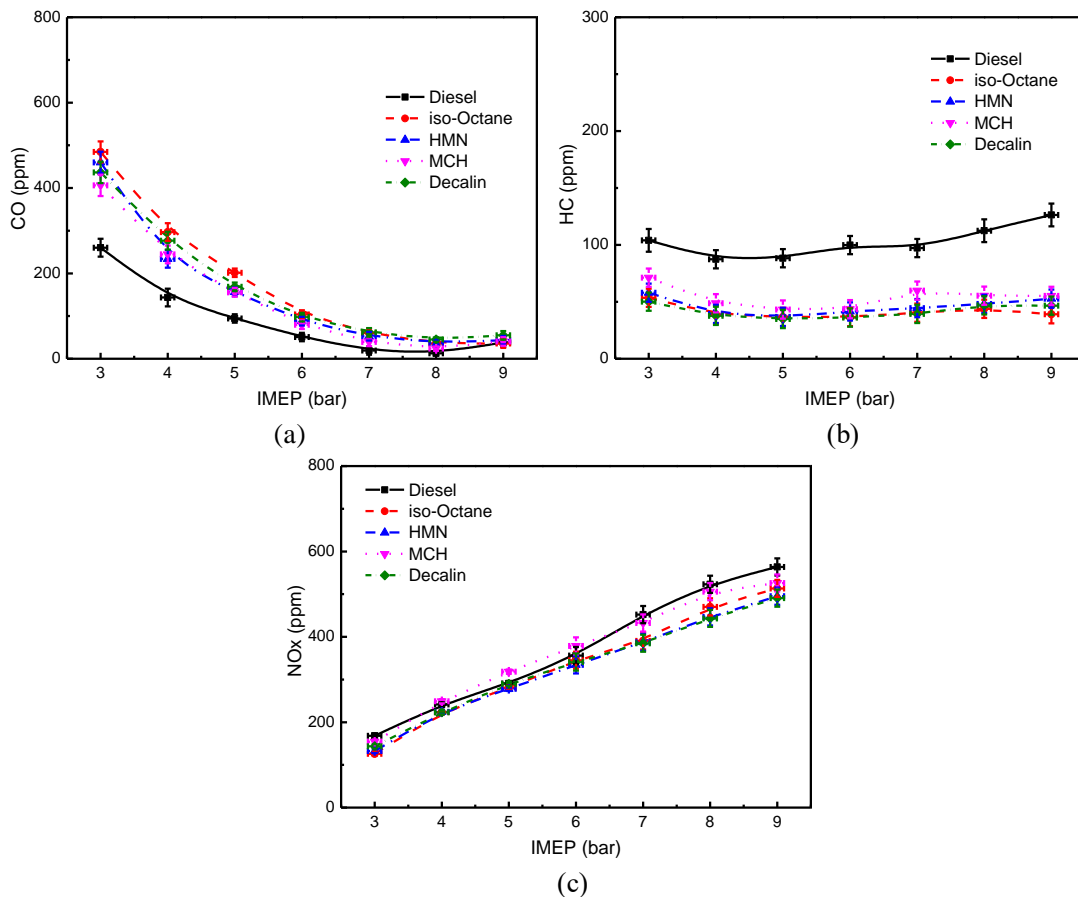 800
600
400
200
0
CO (ppm)
Diesel
iso-Octane
HMN
MCH
Decalin
3 4 5 6 7 8 9
IMEP (bar)
(a)
300
200
100
0
HC (ppm)
Diesel
iso-Octane
HMN
MCH
Decalin
3 4 5 6 7 8 9
IMEP (bar)
(b)
800
600
400
200
0
NOx (ppm)
Diesel
iso-Octane
HMN
MCH
Decalin
3 4 5 6 7 8 9
IMEP (bar)
(c)